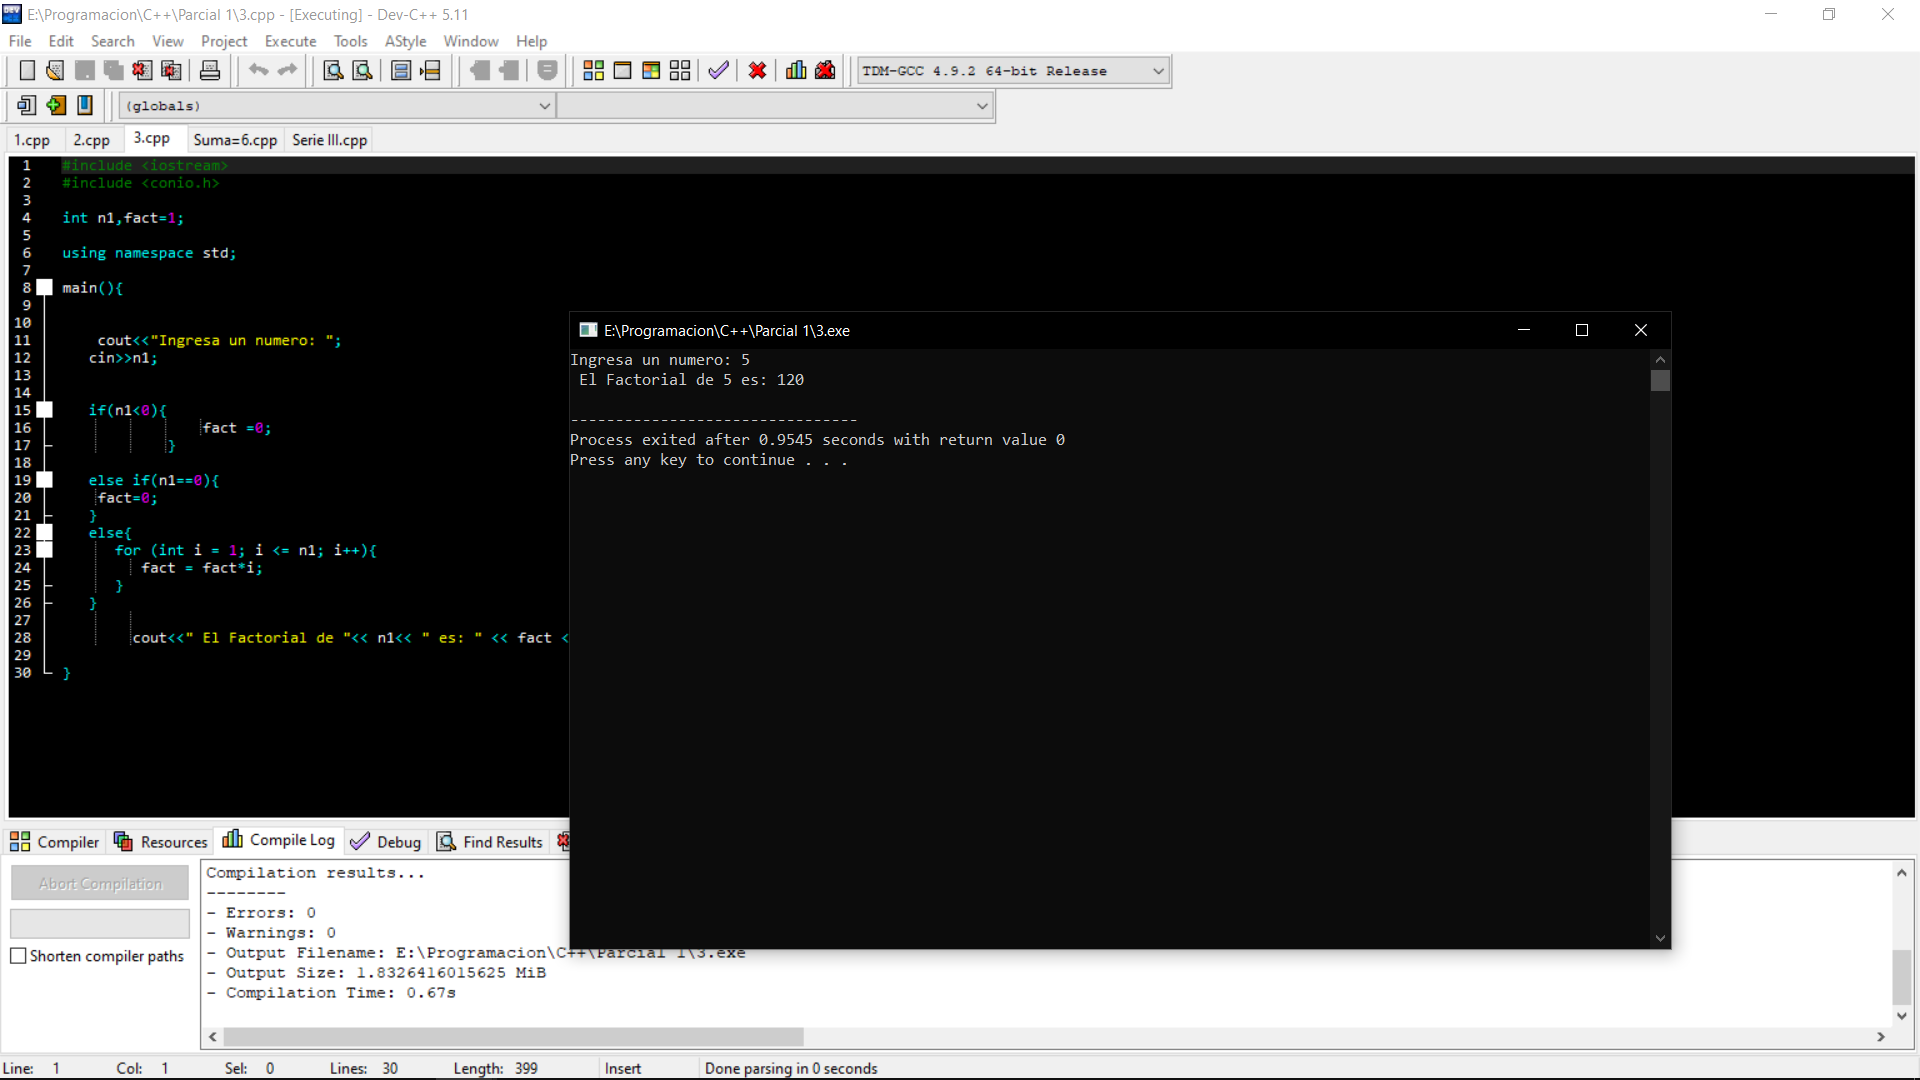 E:\Programacion\C++\Parcial 1\3.cpp - [Executing] - Dev-C++ 5.11
File Edit Search View Project Execute Tools AStyle Window Help
TDM-GCC 4.9.2 64-bit Release
(globals)
1.cpp 2.cpp 3.cpp Suma=6.cpp Serie III.cpp
1 #include <iostream>
2 #include <conio.h>
3
4 int n1,fact=1;
5
6 using namespace std;
7
8 main(){
9
10
11 cout<<"Ingresa un numero: ";
12 cin>>n1;
13
14
15 if(n1<0){
16 fact =0;
17 }
18
19 else if(n1==0){
20 fact=0;
21 }
22 else{
23 for (int i = 1; i <= n1; i++){
24 fact = fact*i;
25 }
26 }
27
28 cout<<" El Factorial de "<< n1<< " es: " << fact <
29
30 }
E:\Programacion\C++\Parcial 1\3.exe
Ingresa un numero: 5
El Factorial de 5 es: 120
--------------------------------
Process exited after 0.9545 seconds with return value 0
Press any key to continue . . .
Compiler Resources Compile Log Debug Find Results
Abort Compilation
Shorten compiler paths
Compilation results...
--------
- Errors: 0
- Warnings: 0
- Output Filename: E:\Programacion\C++\Parcial 1\3.exe
- Output Size: 1.8326416015625 MiB
- Compilation Time: 0.67s
Line: 1 Col: 1 Sel: 0 Lines: 30 Length: 399 Insert Done parsing in 0 seconds